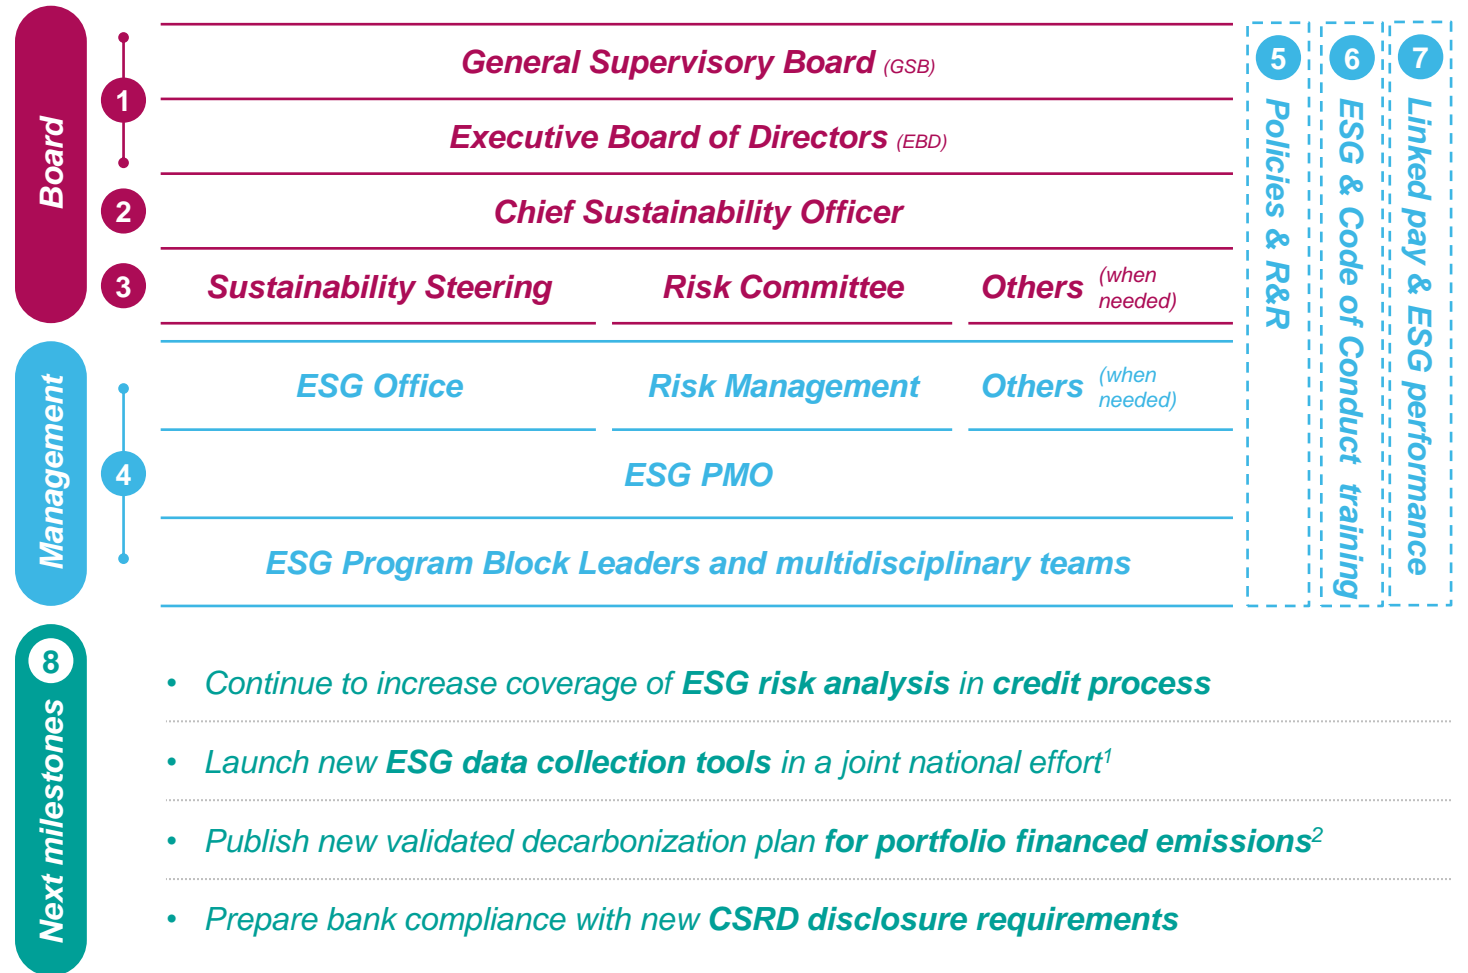 Board
1
General Supervisory Board (GSB)
Executive Board of Directors (EBD)
2
Chief Sustainability Officer
3
Sustainability Steering
Risk Committee
Others (when
needed)
Management
4
ESG Office
Risk Management
Others (when
needed)
ESG PMO
ESG Program Block Leaders and multidisciplinary teams
5
Policies & R&R
6
ESG & Code of Conduct training
7
Linked pay & ESG performance
8
Next milestones
• Continue to increase coverage of ESG risk analysis in credit process
• Launch new ESG data collection tools in a joint national effort¹
• Publish new validated decarbonization plan for portfolio financed emissions²
• Prepare bank compliance with new CSRD disclosure requirements